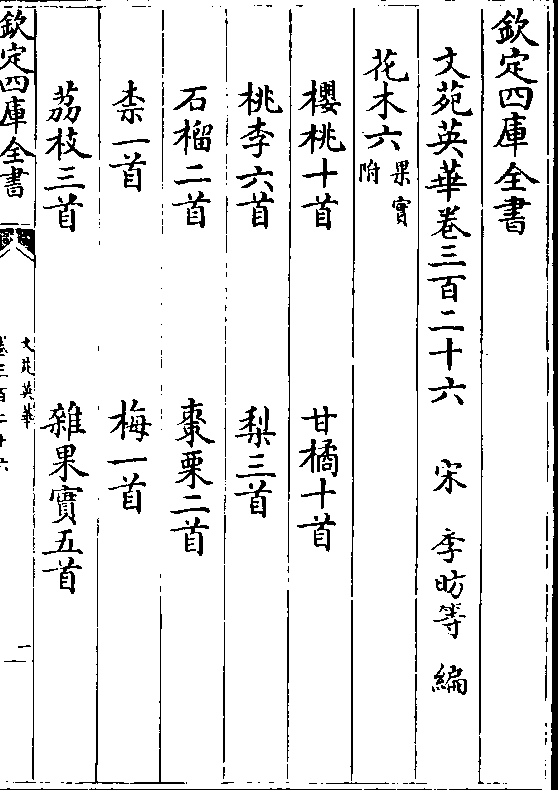 欽定四庫全書
文苑英華卷三百二十六 宋 李昉等 編
花木六 果實附
櫻桃十首 甘橘十首
桃李六首 梨三首
石榴二首 棗栗二首
柰一首 梅一首
荔枝三首 雜果實五首
欽定四庫全書
文苑英華
卷三百二十六
一